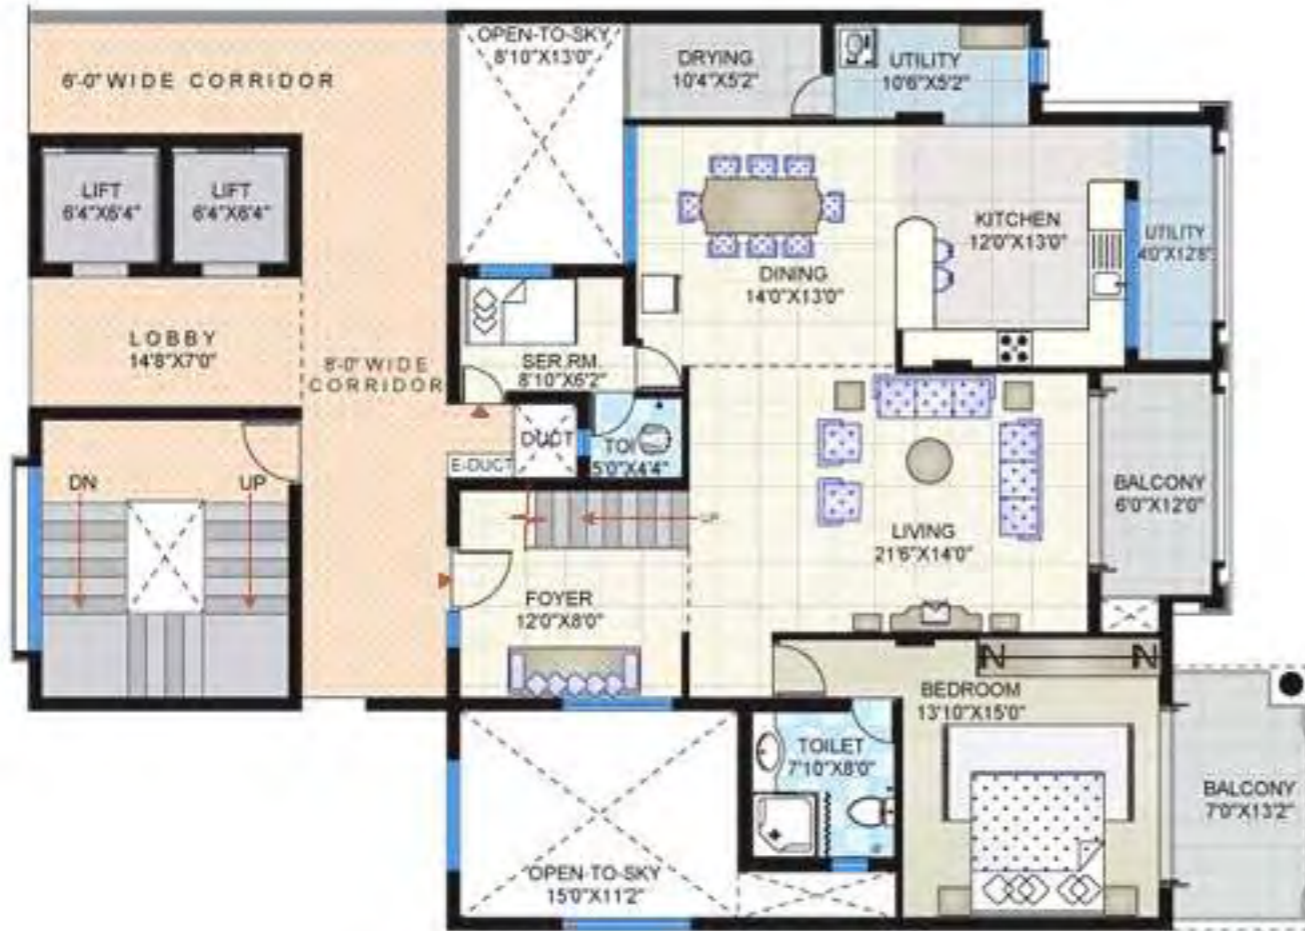 OPEN-TO-SKY
8'10"X13'0"
DRYING
10'4"X5'2"
UTILITY
10'6"X5'2"
6'-0" WIDE CORRIDOR
LIFT
6'4"X6'4"
LIFT
6'4"X6'4"
KITCHEN
12'0"X13'0"
UTILITY
4'0"X12'8"
DINING
14'0"X13'0"
LOBBY
14'8"X7'0"
8'-0" WIDE
CORRIDOR
SER.RM.
8'10"X6'2"
DUCT
TOI
5'0"X4'4"
E-DUCT
DN
UP
UP
BALCONY
6'0"X12'0"
LIVING
21'6"X14'0"
FOYER
12'0"X8'0"
BEDROOM
13'10"X15'0"
TOILET
7'10"X8'0"
BALCONY
7'0"X13'2"
OPEN-TO-SKY
15'0"X11'2"